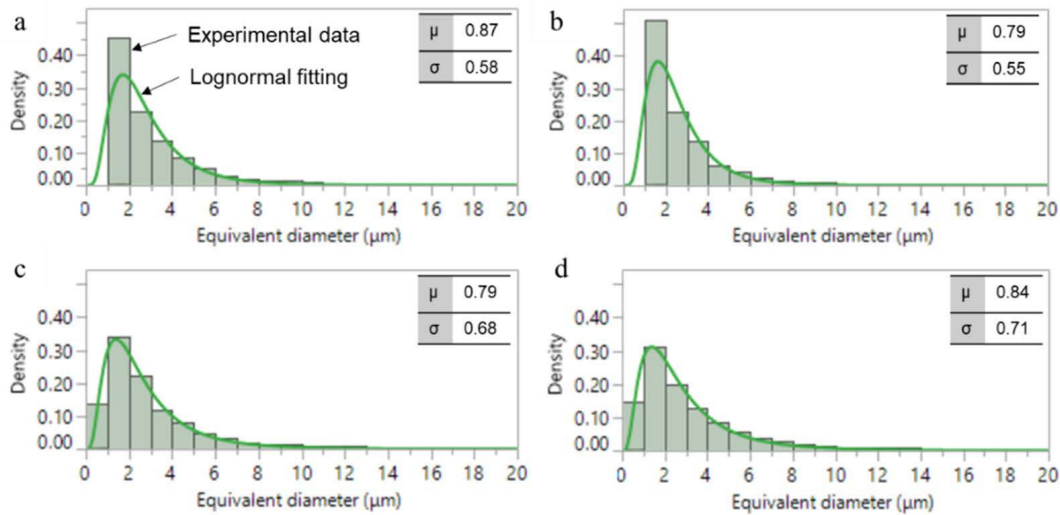 a
Experimental data
Lognormal fitting
μ 0.87
σ 0.58
Density
0.40
0.30
0.20
0.10
0.00
0 2 4 6 8 10 12 14 16 18 20
Equivalent diameter (μm)
b
μ 0.79
σ 0.55
Density
0.40
0.30
0.20
0.10
0.00
0 2 4 6 8 10 12 14 16 18 20
Equivalent diameter (μm)
c
μ 0.79
σ 0.68
Density
0.40
0.30
0.20
0.10
0.00
0 2 4 6 8 10 12 14 16 18 20
Equivalent diameter (μm)
d
μ 0.84
σ 0.71
Density
0.40
0.30
0.20
0.10
0.00
0 2 4 6 8 10 12 14 16 18 20
Equivalent diameter (μm)